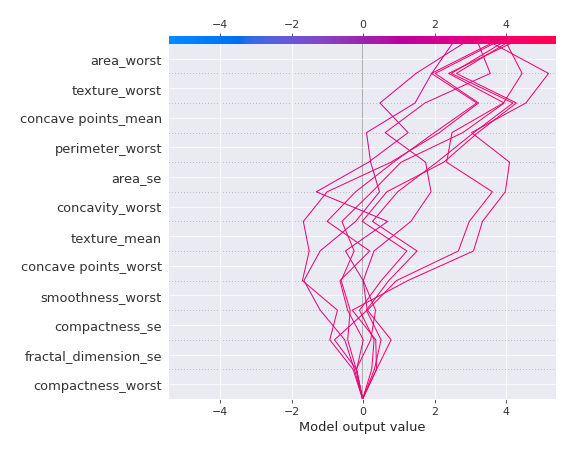 −4 −2 0 2 4
area_worst
texture_worst
concave points_mean
perimeter_worst
area_se
concavity_worst
texture_mean
concave points_worst
smoothness_worst
compactness_se
fractal_dimension_se
compactness_worst
−4 −2 0 2 4
Model output value